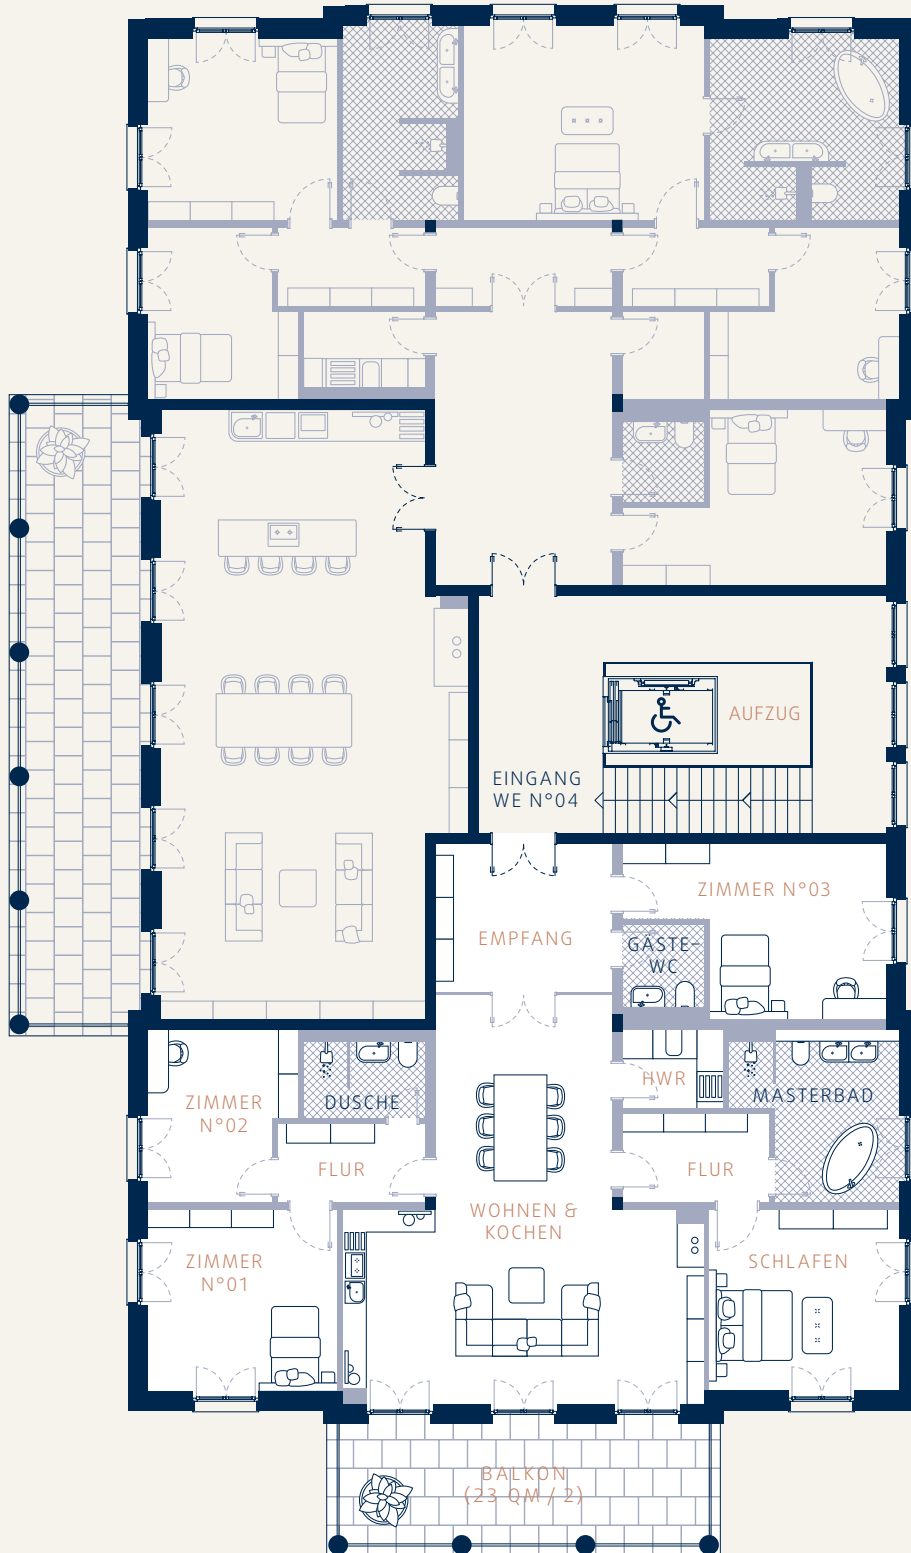 AUFZUG
EINGANG
WE N°04
ZIMMER N°03
EMPFANG
GÄSTE-
WC
HWR
MASTERBAD
ZIMMER
N°02
DUSCHE
FLUR
FLUR
WOHNEN &
KOCHEN
ZIMMER
N°01
SCHLAFEN
BALKON
(23 QM / 2)